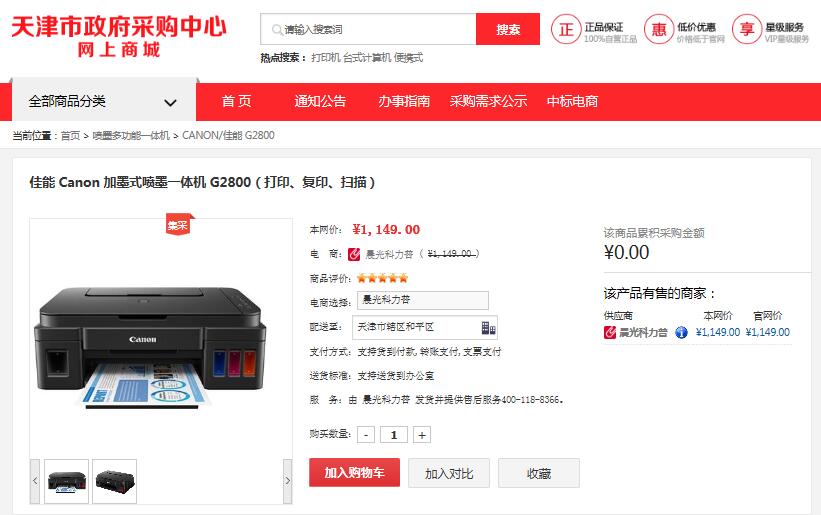 天津市政府采购中心
网上商城
请输入搜索词
搜索
热点搜索： 打印机 台式计算机 便携式
正 正品保证 100%自营正品
惠 低价优惠 价格低于官网
享 星级服务 VIP星级服务
全部商品分类
首 页 通知公告 办事指南 采购需求公示 中标电商
当前位置：首页 > 喷墨多功能一体机 > CANON/佳能 G2800
佳能 Canon 加墨式喷墨一体机 G2800（打印、复印、扫描）
集采
Canon
本网价： ¥1,149.00
电 商： 晨光科力普（ ¥1,149.00 ）
商品评价：
电商选择： 晨光科力普
配送至： 天津市辖区和平区
支付方式：支持货到付款,转账支付,支票支付
送货标准：支持送货到办公室
服 务：由 晨光科力普 发货并提供售后服务400-118-8366。
购买数量： - 1 +
加入购物车 加入对比 收藏
该商品累积采购金额
¥0.00
该产品有售的商家：
供应商 本网价 官网价
晨光科力普 ¥1,149.00 ¥1,149.00